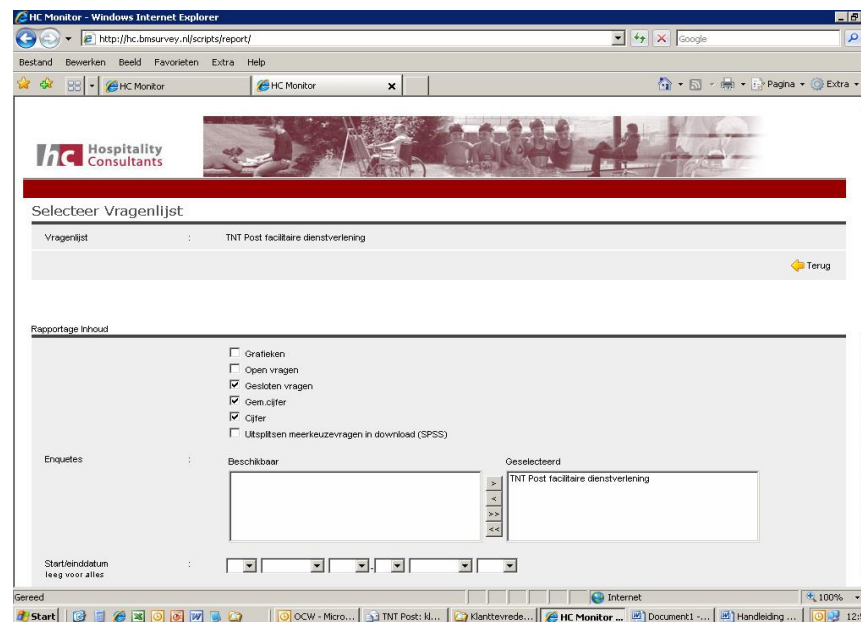 HC Monitor - Windows Internet Explorer
http://hc.bmsurvey.nl/scripts/report/
Google
Bestand Bewerken Beeld Favorieten Extra Help
HC Monitor HC Monitor x Pagina Extra
hc Hospitality
Consultants
Selecteer Vragenlijst
Vragenlijst : TNT Post facilitaire dienstverlening
Terug
Rapportage Inhoud
Grafieken
Open vragen
Gesloten vragen
Gem.cijfer
Cijfer
Uitsplitsen meerkeuzevragen in download (SPSS)
Enquetes : Beschikbaar Geselecteerd
TNT Post facilitaire dienstverlening
>
<
>>
<<
Start/einddatum :
leeg voor alles
-
Gereed Internet 100%
Start OCW - Micro... TNT Post: kl... Klanttevrede... HC Monitor ... Document1 -... Handleiding ... 12: